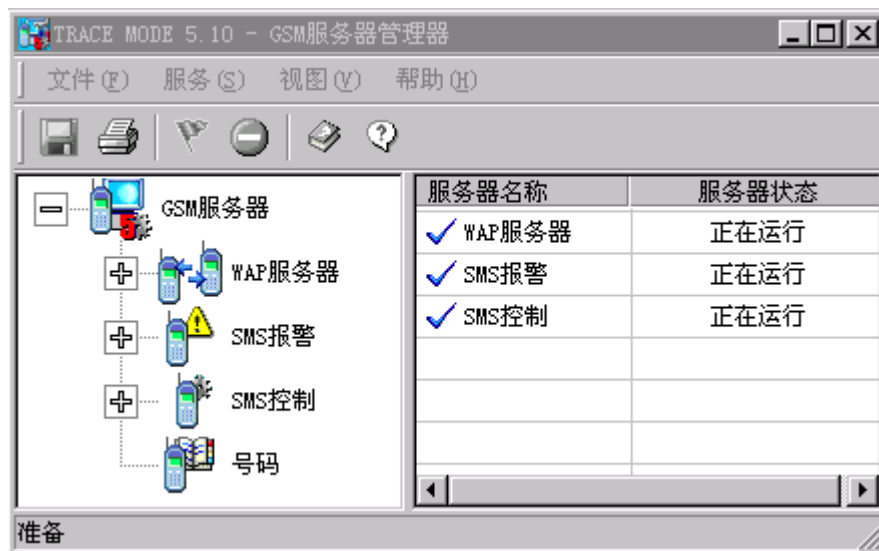 TRACE MODE 5.10 - GSM服务器管理器
文件(F) 服务(S) 视图(V) 帮助(H)
GSM服务器
WAP服务器
SMS报警
SMS控制
号码
服务器名称 服务器状态
WAP服务器 正在运行
SMS报警 正在运行
SMS控制 正在运行
准备